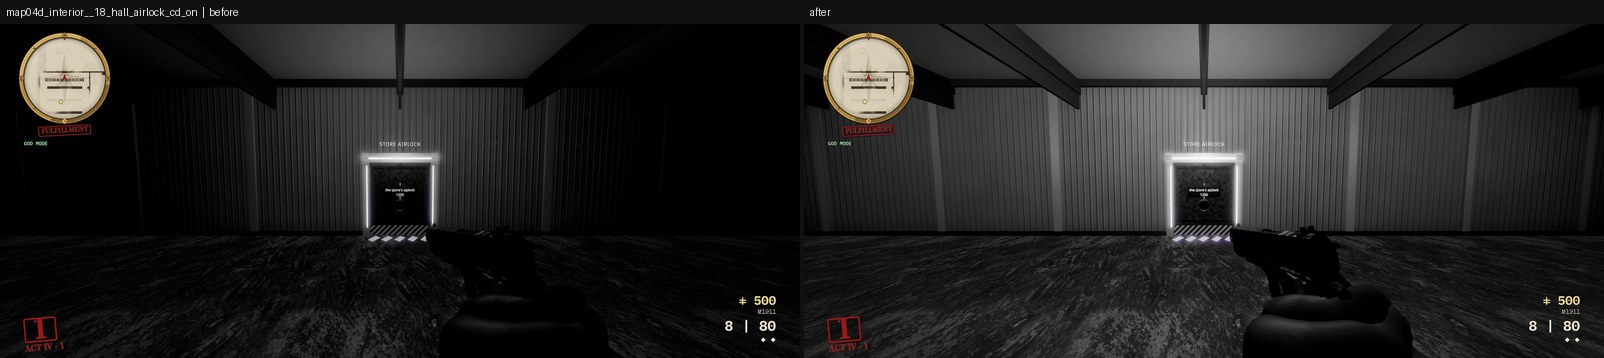 map04d_interior__18_hall_airlock_cd_on | before
after
FULFILLMENT
GOD MODE
STORE AIRLOCK
the store's airlock
500
M1911
8 | 80
I
ACT IV - 1
FULFILLMENT
GOD MODE
STORE AIRLOCK
the store's airlock
500
M1911
8 | 80
I
ACT IV - 1